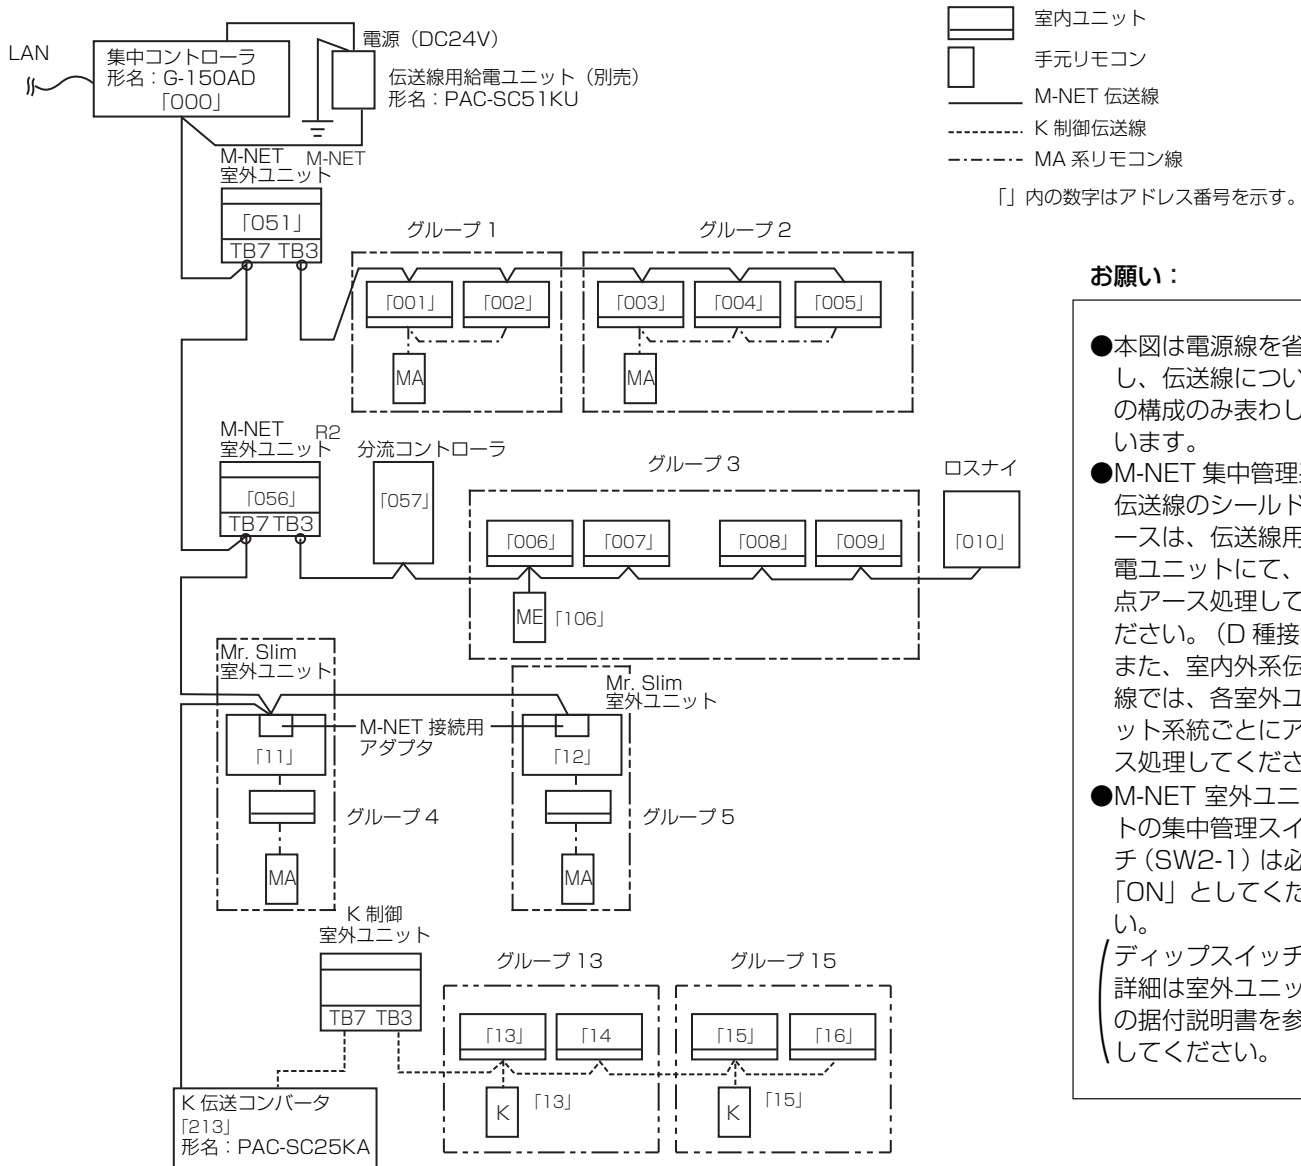 LAN
集中コントローラ
形名：G-150AD
「000」
電源（DC24V）
伝送線用給電ユニット（別売）
形名：PAC-SC51KU
室内ユニット
手元リモコン
M-NET 伝送線
K 制御伝送線
MA 系リモコン線
「」内の数字はアドレス番号を示す。
M-NET
M-NET
室外ユニット
「051」
TB7 TB3
グループ 1
「001」
「002」
MA
グループ 2
「003」
「004」
「005」
MA
M-NET
R2
室外ユニット
「056」
TB7 TB3
分流コントローラ
「057」
グループ 3
「006」
「007」
「008」
「009」
ME
「106」
ロスナイ
「010」
Mr. Slim
室外ユニット
「11」
M-NET 接続用
アダプタ
グループ 4
MA
Mr. Slim
室外ユニット
「12」
グループ 5
MA
K 制御
室外ユニット
TB7 TB3
グループ 13
「13」
「14
K
「13」
グループ 15
「15」
「16」
K
「15」
K 伝送コンバータ
「213」
形名：PAC-SC25KA
お願い：
●本図は電源線を省
し、伝送線につい
の構成のみ表わし
います。
●M-NET 集中管理
伝送線のシールド
ースは、伝送線用
電ユニットにて、
点アース処理して
ださい。（D 種接
また、室内外系伝
線では、各室外ユ
ット系統ごとにア
ス処理してくださ
●M-NET 室外ユニ
トの集中管理スイ
チ（SW2-1）は必
「ON」としてくだ
い。
ディップスイッチ
詳細は室外ユニッ
の据付説明書を参
してください。